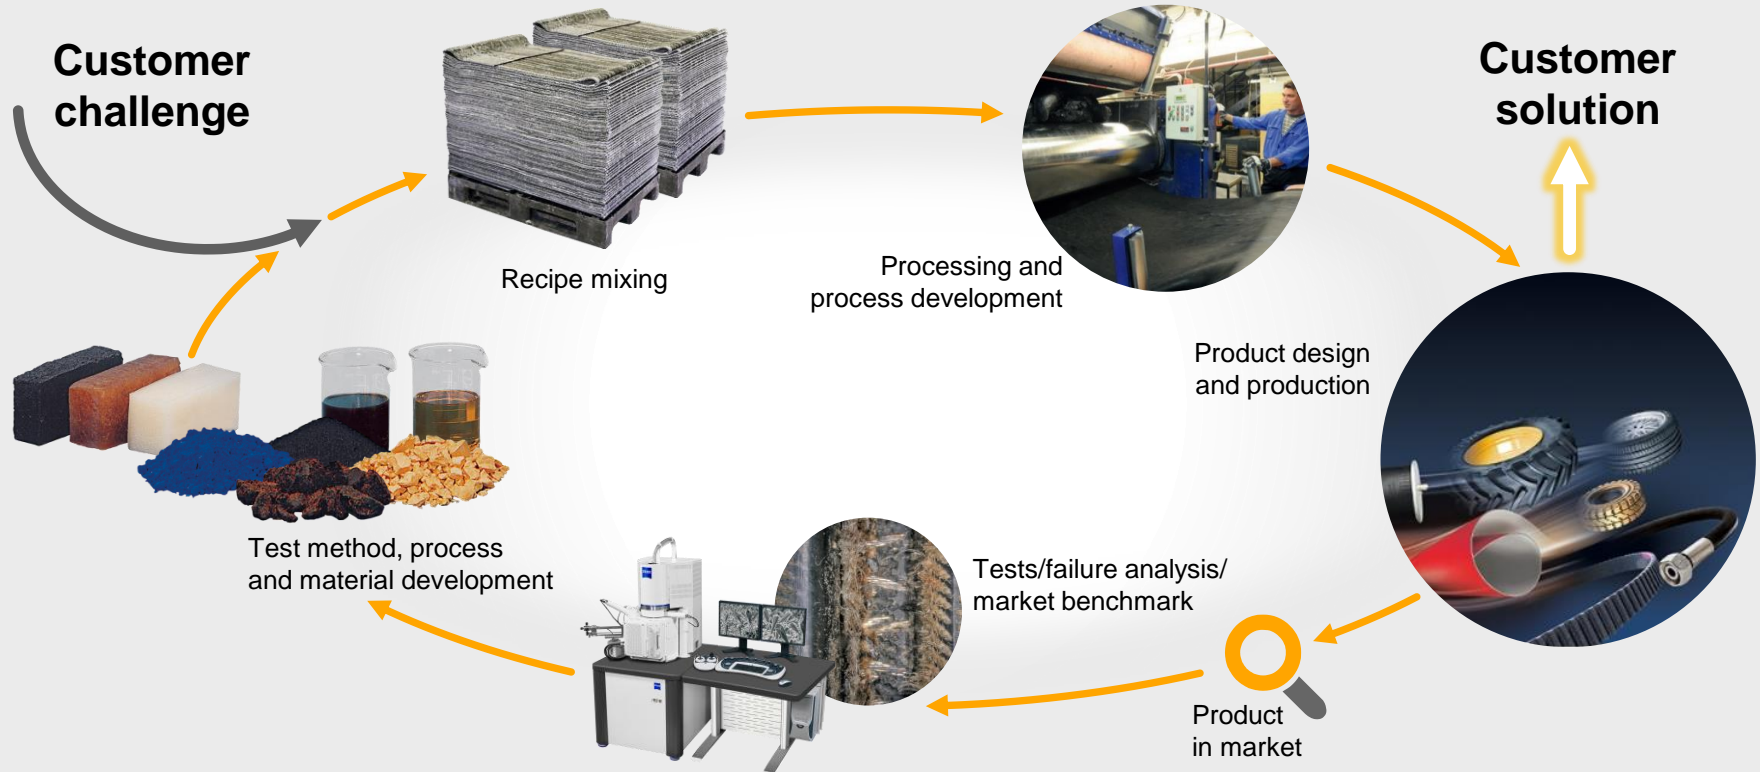 Customer
challenge
Customer
solution
Recipe mixing
Processing and
process development
Product design
and production
Test method, process
and material development
Tests/failure analysis/
market benchmark
Product
in market